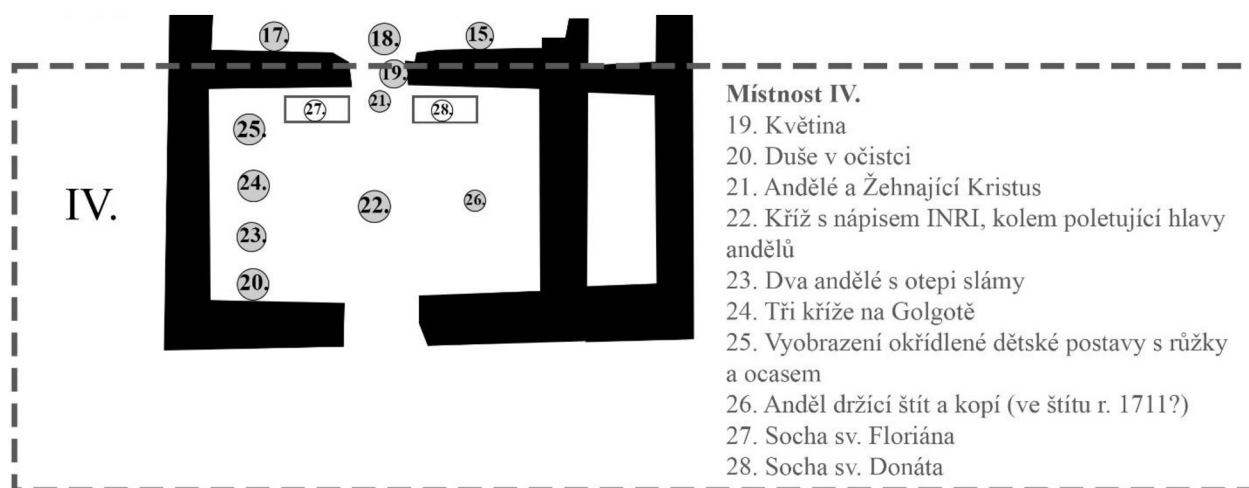 17.
18.
15.
19.
21.
27.
28.
25.
24.
22.
26.
23.
20.
IV.
Místnost IV.
19. Květina
20. Duše v očistci
21. Andělé a Žehnající Kristus
22. Kříž s nápisem INRI, kolem poletující hlavy
andělů
23. Dva andělé s otepi slámy
24. Tři kříže na Golgotě
25. Vyobrazení okřídlené dětské postavy s růžky
a ocasem
26. Anděl držící štít a kopí (ve štítu r. 1711?)
27. Socha sv. Floriána
28. Socha sv. Donáta